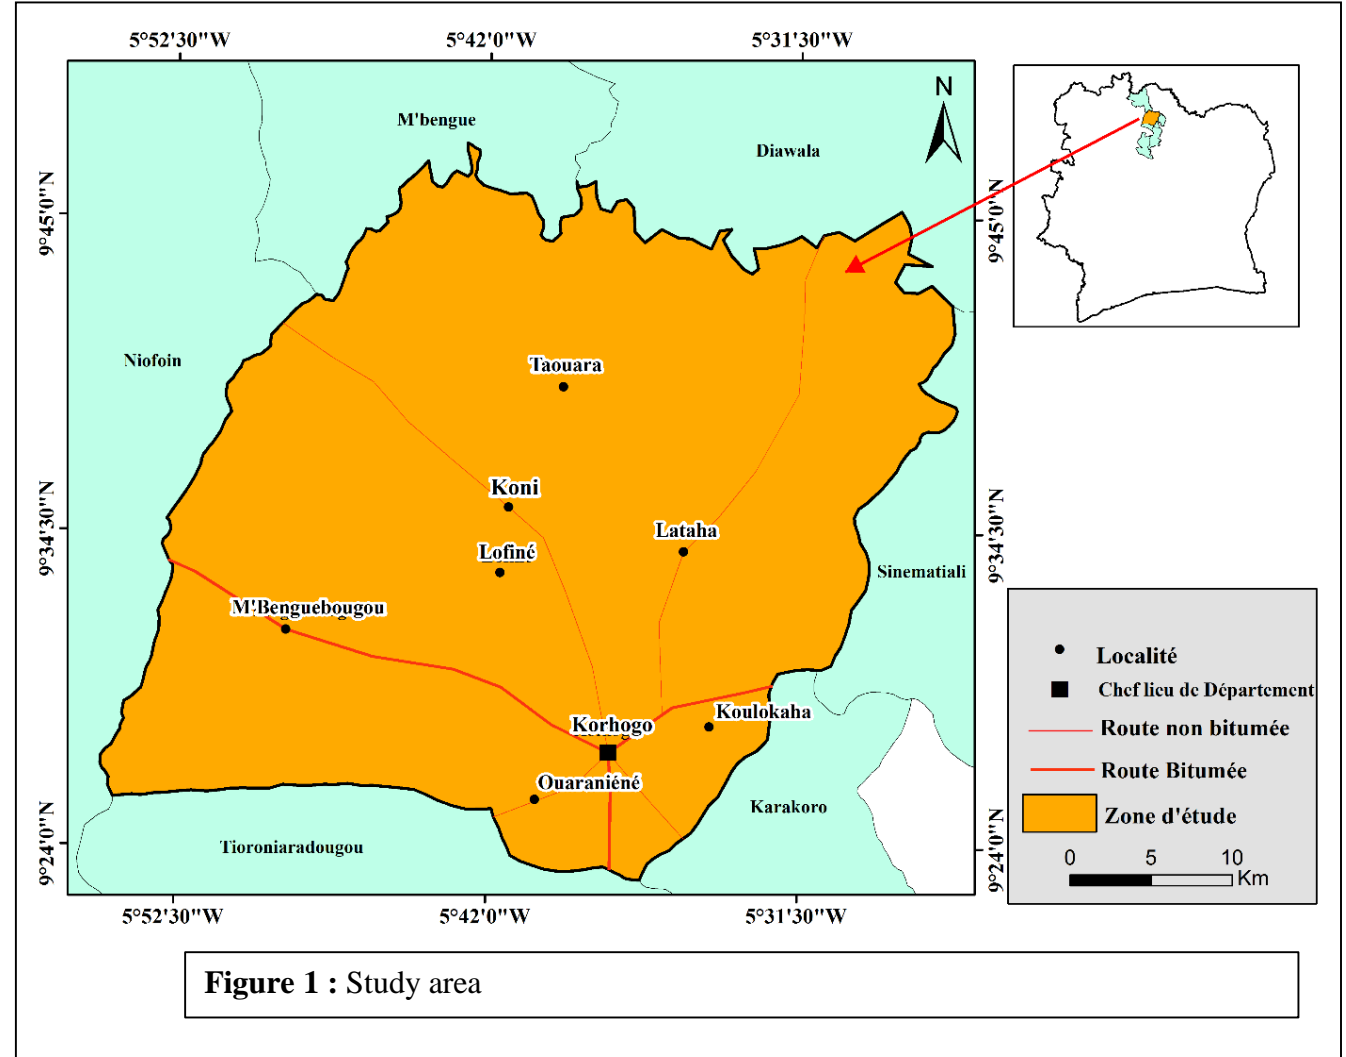 5°52'30"W 5°42'0"W 5°31'30"W
N
M'bengue
Diawala
9°45'0"N
9°45'0"N
Niofoin
Taouara
Koni
Lataha
Lofiné
9°34'30"N
9°34'30"N
Sinematiali
M'Benguebougou
Koulokaha
Korhogo
Ouaraniéné
Karakoro
Tioroniaradougou
9°24'0"N
9°24'0"N
5°52'30"W 5°42'0"W 5°31'30"W
Localité
Chef lieu de Département
Route non bitumée
Route Bitumée
Zone d'étude
0 5 10
Km
Figure 1 : Study area